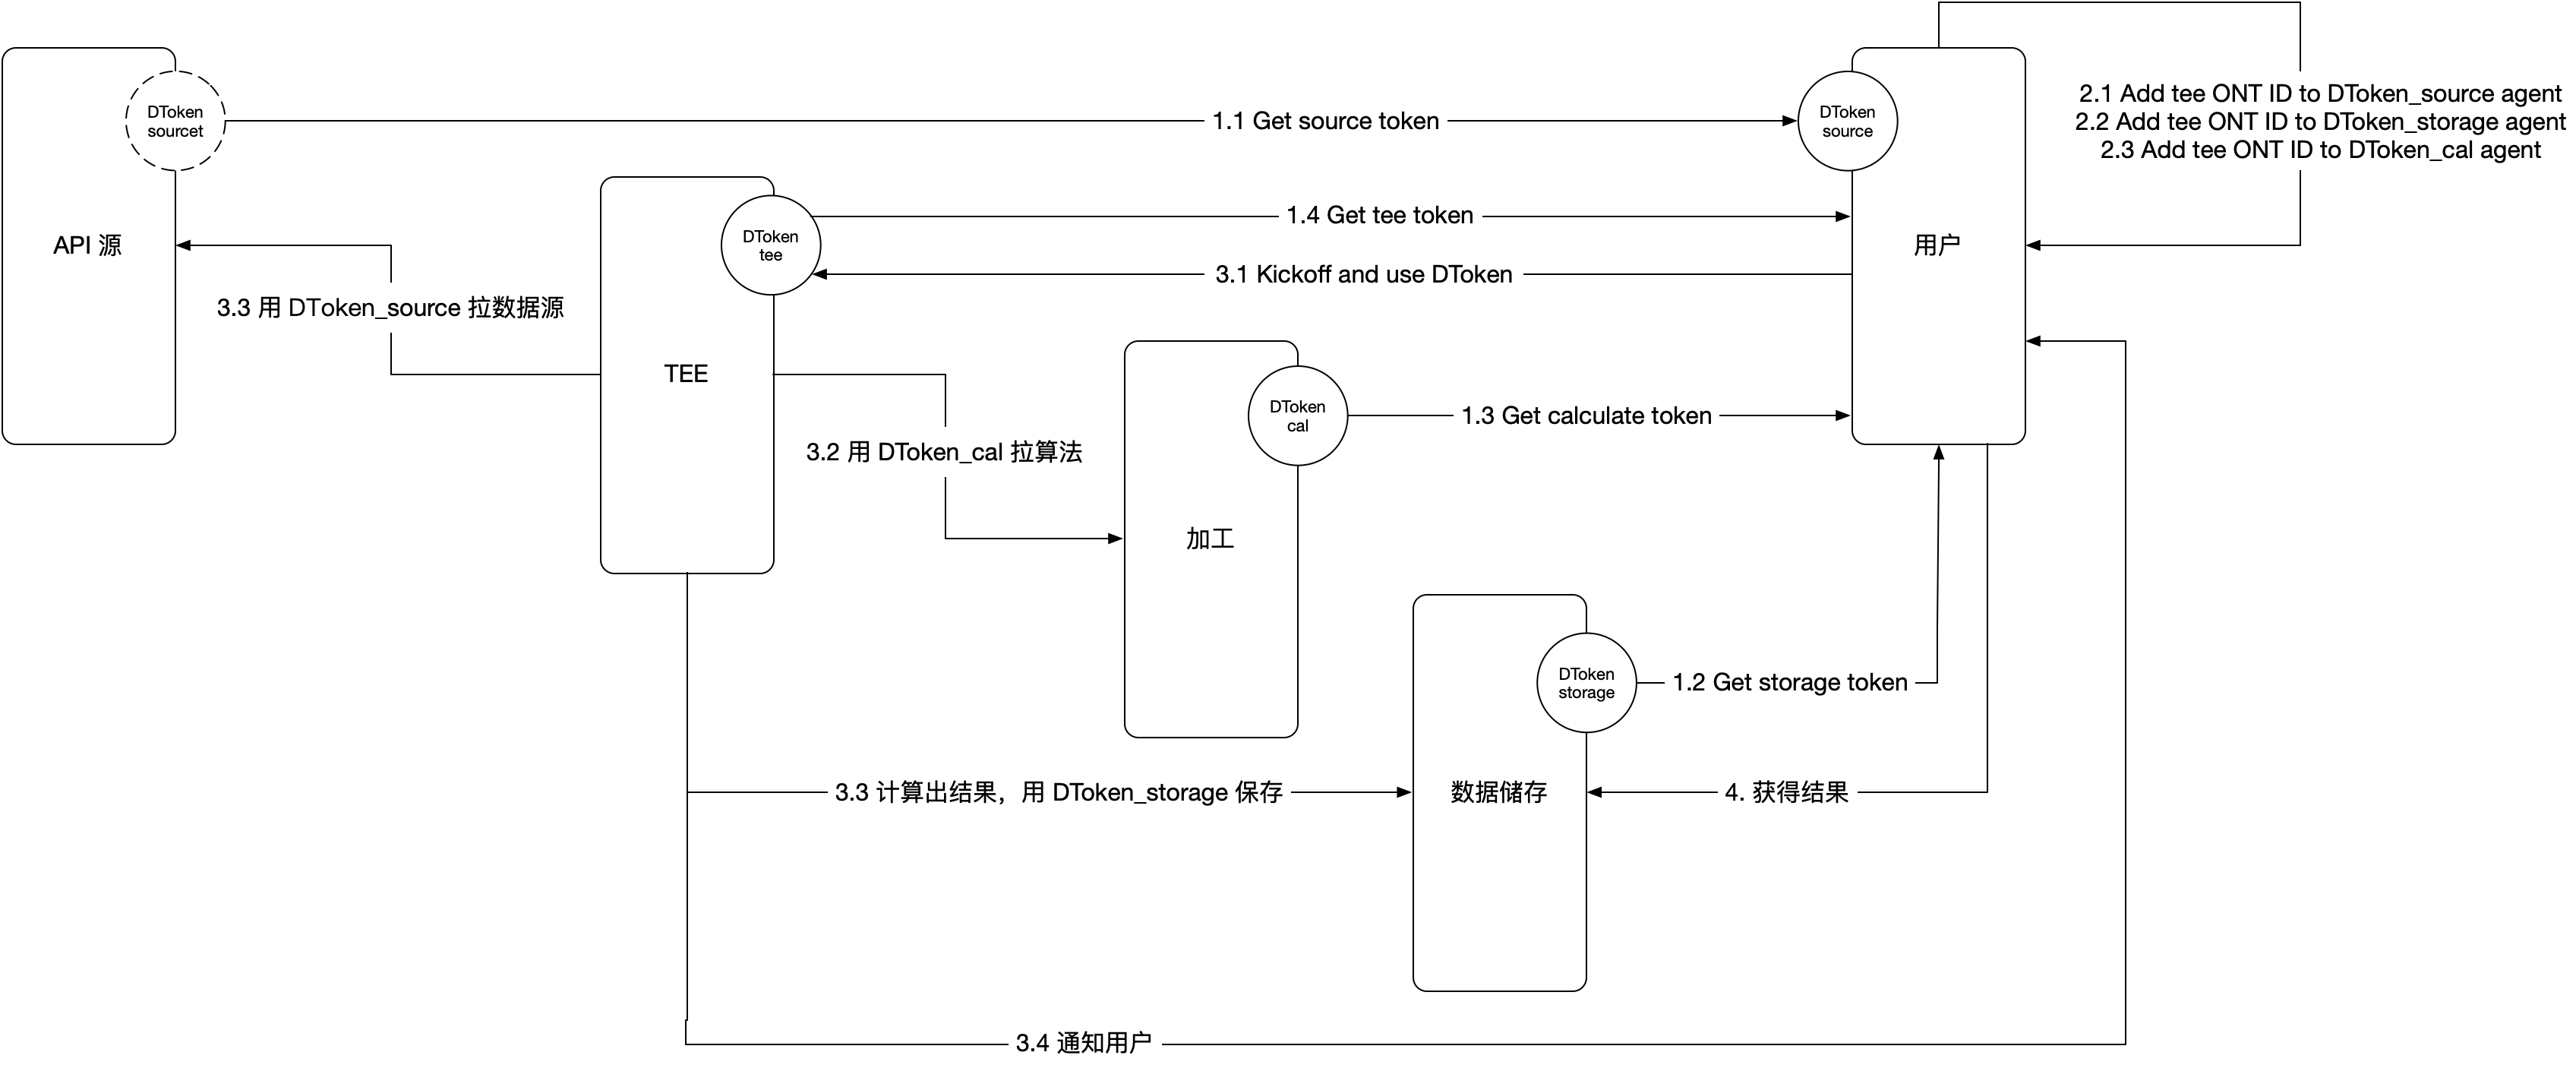 DToken
sourcet
1.1 Get source token
DToken
source
2.1 Add tee ONT ID to DToken_source agent
2.2 Add tee ONT ID to DToken_storage agent
2.3 Add tee ONT ID to DToken_cal agent
API 源
DToken
tee
1.4 Get tee token
用户
3.1 Kickoff and use DToken
3.3 用 DToken_source 拉数据源
TEE
3.2 用 DToken_cal 拉算法
DToken
cal
1.3 Get calculate token
加工
DToken
storage
1.2 Get storage token
3.3 计算出结果，用 DToken_storage 保存
数据储存
4. 获得结果
3.4 通知用户